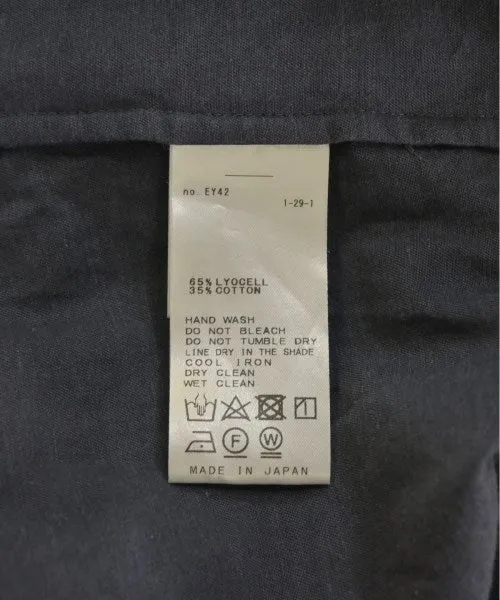 no. EY42
1-29-1
65% LYOCELL
35% COTTON
HAND WASH
DO NOT BLEACH
DO NOT TUMBLE DRY
LINE DRY IN THE SHADE
COOL IRON
DRY CLEAN
WET CLEAN
F W
MADE IN JAPAN